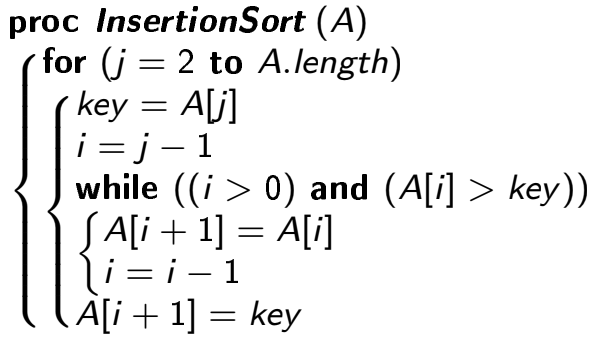 proc InsertionSort (A)
for (j = 2 to A.length)
key = A[j]
i = j − 1
while ((i > 0) and (A[i] > key))
A[i + 1] = A[i]
i = i − 1
A[i + 1] = key